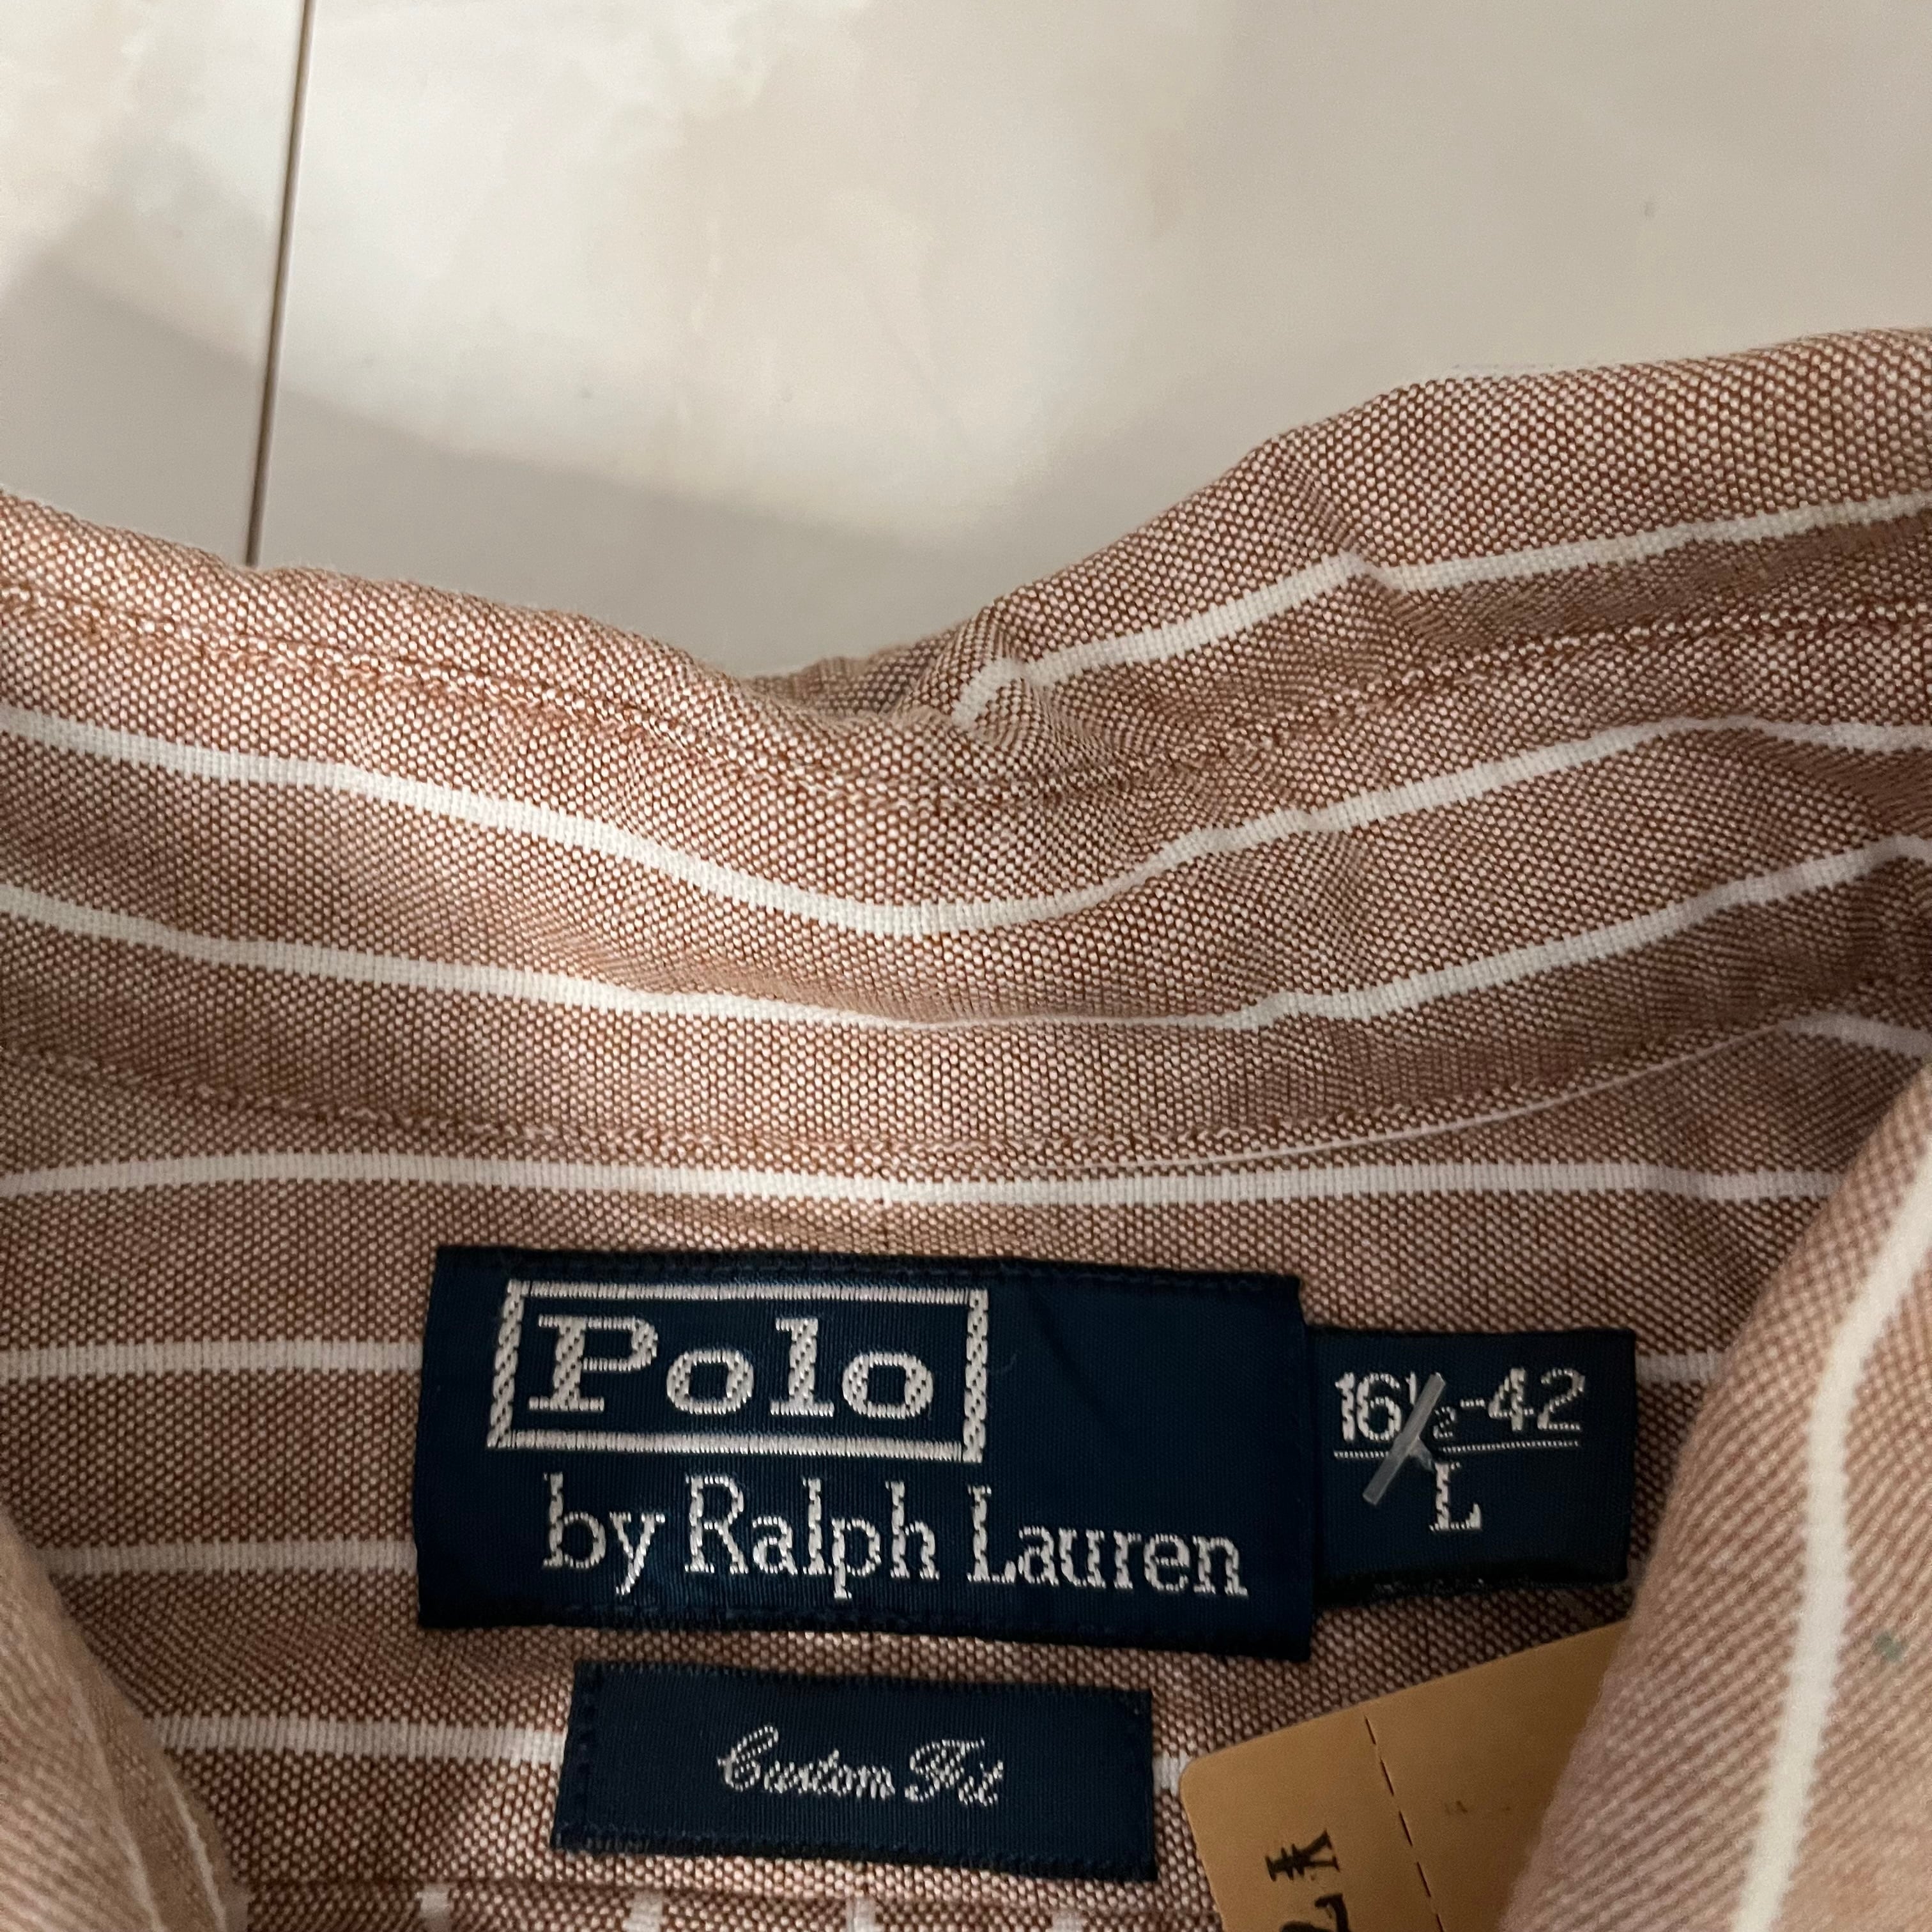 Polo
by Ralph Lauren
16½-42
L
Custom Fit
¥